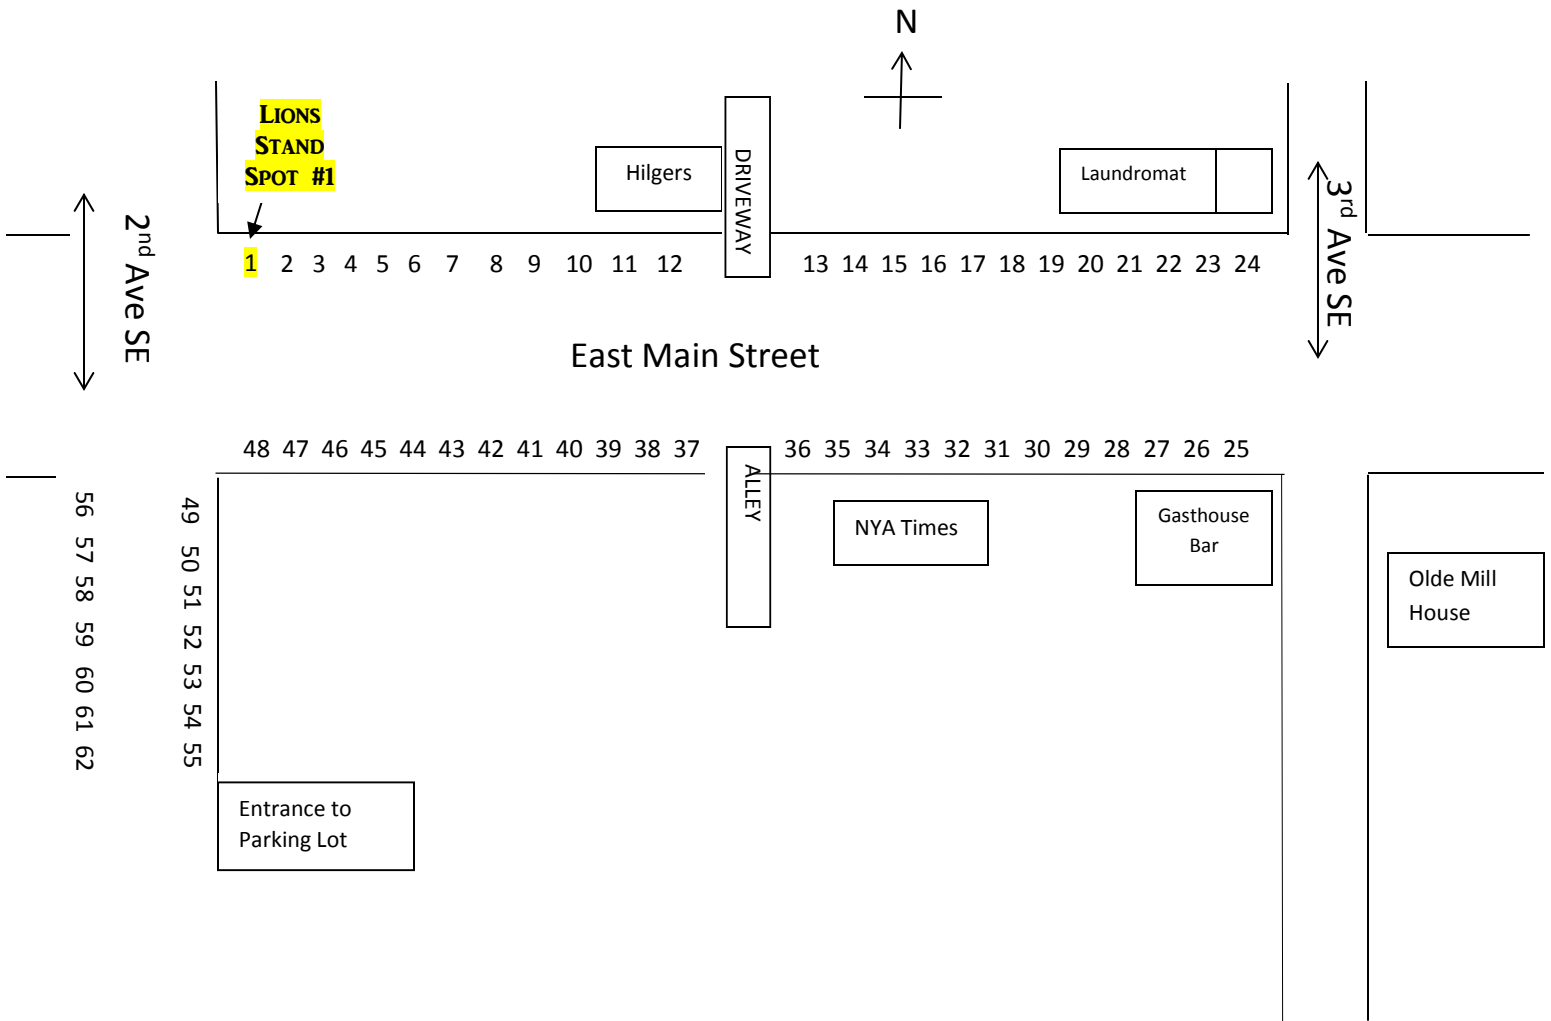 N
LIONS
STAND
SPOT #1
Hilgers
DRIVEWAY
Laundromat
2nd Ave SE
3rd Ave SE
1 2 3 4 5 6 7 8 9 10 11 12 13 14 15 16 17 18 19 20 21 22 23 24
East Main Street
48 47 46 45 44 43 42 41 40 39 38 37 36 35 34 33 32 31 30 29 28 27 26 25
ALLEY
56 57 58 59 60 61 62
49 50 51 52 53 54 55
NYA Times
Gasthouse
Bar
Olde Mill
House
Entrance to
Parking Lot